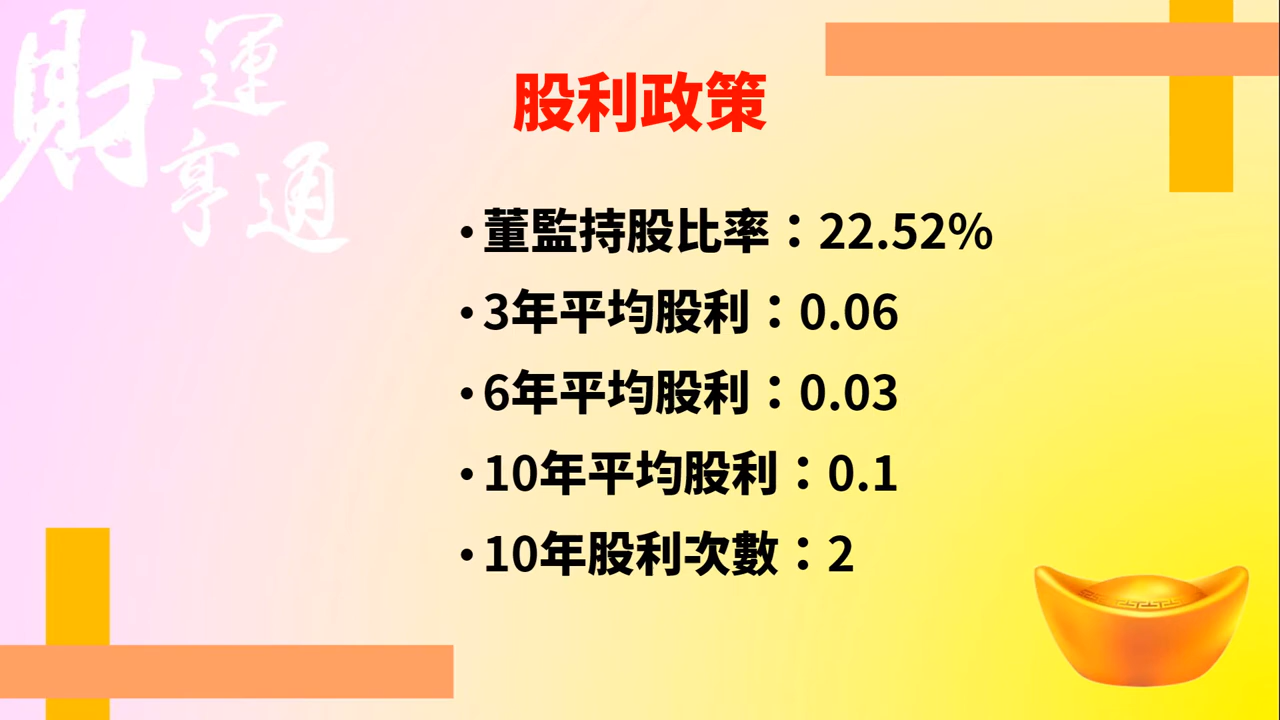 財運
亨通
股利政策
•董監持股比率：22.52%
•3年平均股利：0.06
•6年平均股利：0.03
•10年平均股利：0.1
•10年股利次數：2